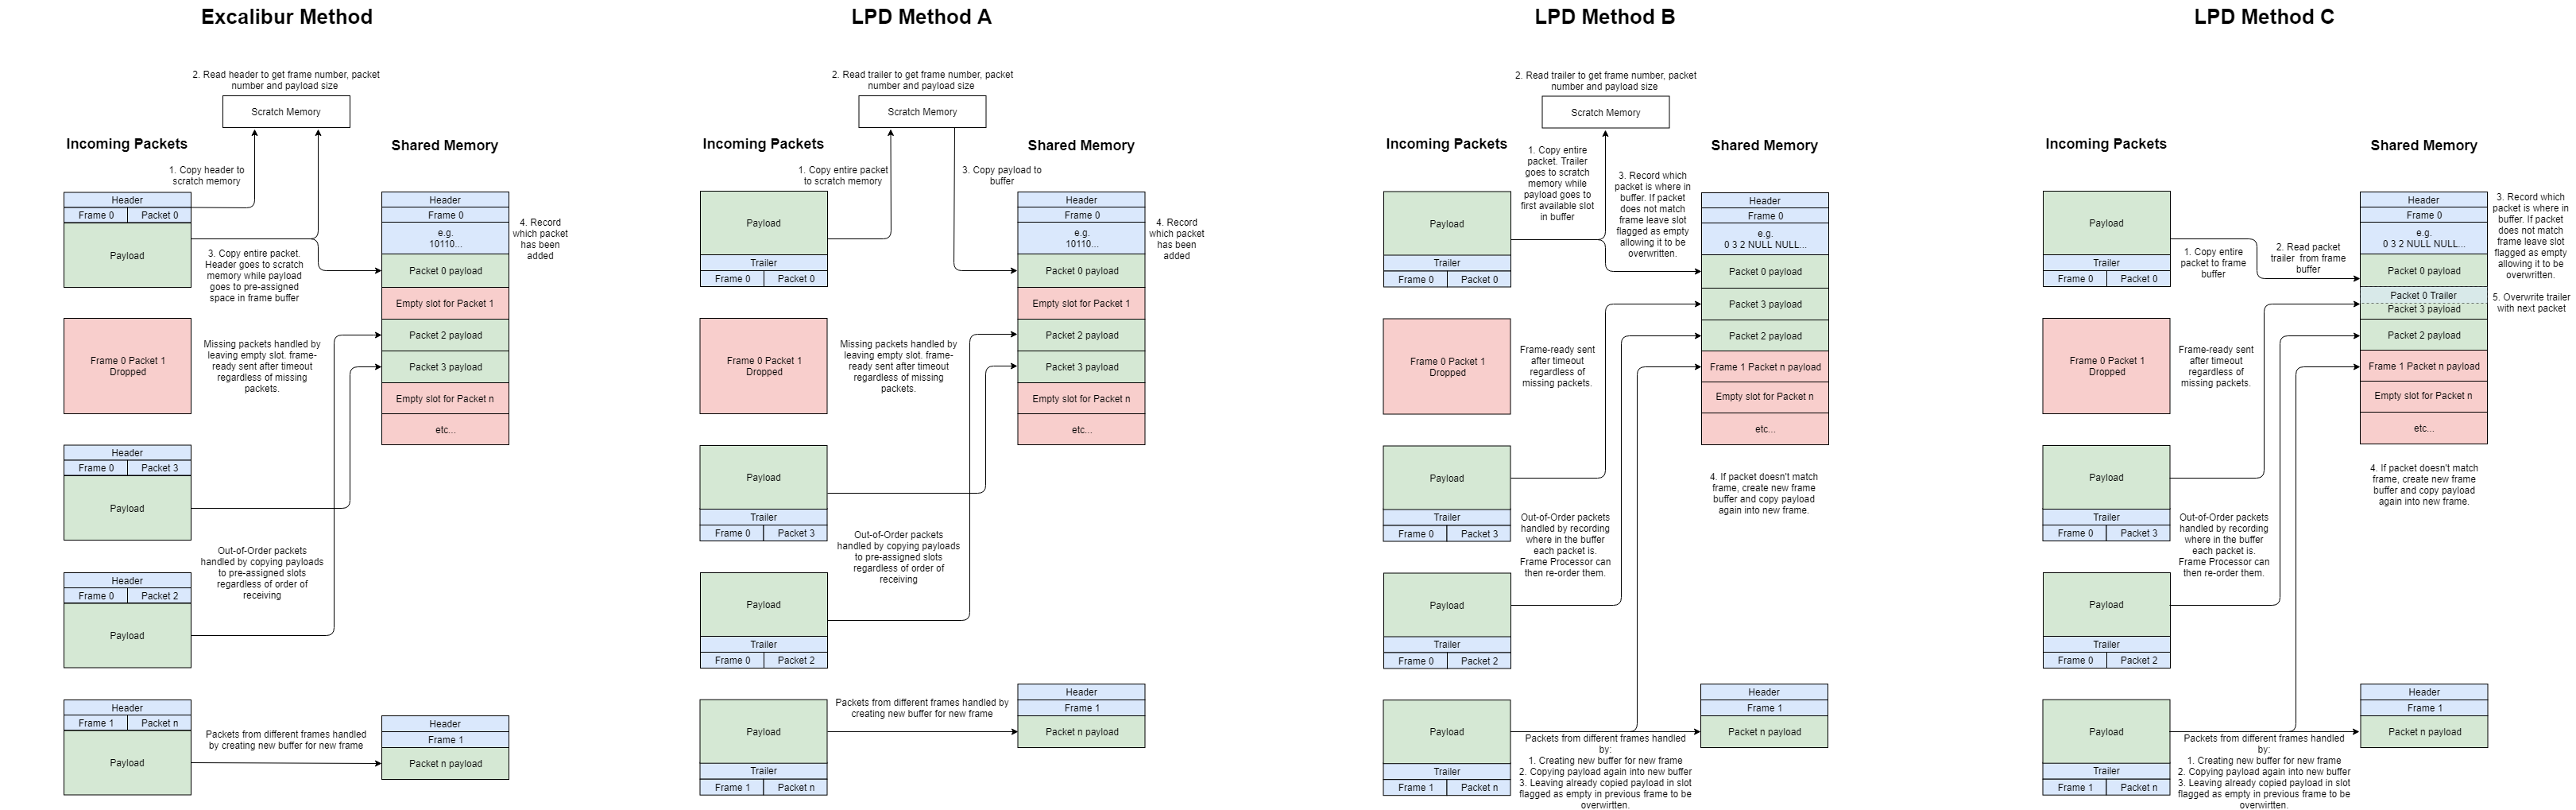 Excalibur Method
2. Read header to get frame number, packet
number and payload size
Scratch Memory
Incoming Packets
Shared Memory
1. Copy header to
scratch memory
Header
Frame 0
Packet 0
Payload
3. Copy entire packet.
Header goes to scratch
memory while payload
goes to pre-assigned
space in frame buffer
Header
Frame 0
e.g.
10110...
4. Record
which packet
has been
added
Packet 0 payload
Empty slot for Packet 1
Packet 2 payload
Packet 3 payload
Empty slot for Packet n
etc...
Frame 0 Packet 1
Dropped
Missing packets handled by
leaving empty slot. frame-
ready sent after timeout
regardless of missing
packets.
Header
Frame 0
Packet 3
Payload
Out-of-Order packets
handled by copying payloads
to pre-assigned slots
regardless of order of
receiving
Header
Frame 0
Packet 2
Payload
Header
Frame 1
Packet n
Payload
Packets from different frames handled
by creating new buffer for new frame
Header
Frame 1
Packet n payload
LPD Method A
2. Read trailer to get frame number, packet
number and payload size
Scratch Memory
Incoming Packets
Shared Memory
1. Copy entire packet
to scratch memory
3. Copy payload to
buffer
Payload
Trailer
Frame 0
Packet 0
Header
Frame 0
e.g.
10110...
4. Record
which packet
has been
added
Packet 0 payload
Empty slot for Packet 1
Packet 2 payload
Packet 3 payload
Empty slot for Packet n
etc...
Frame 0 Packet 1
Dropped
Missing packets handled by
leaving empty slot. frame-
ready sent after timeout
regardless of missing
packets.
Payload
Trailer
Frame 0
Packet 3
Out-of-Order packets
handled by copying payloads
to pre-assigned slots
regardless of order of
receiving
Payload
Trailer
Frame 0
Packet 2
Payload
Trailer
Frame 1
Packet n
Packets from different frames handled by
creating new buffer for new frame
Header
Frame 1
Packet n payload
LPD Method B
2. Read trailer to get frame number, packet
number and payload size
Scratch Memory
Incoming Packets
Shared Memory
1. Copy entire
packet. Trailer
goes to scratch
memory while
payload goes to
first available slot
in buffer
3. Record which
packet is where in
buffer. If packet
does not match
frame leave slot
flagged as empty
allowing it to be
overwritten.
Payload
Trailer
Frame 0
Packet 0
Header
Frame 0
e.g.
0 3 2 NULL NULL...
Packet 0 payload
Packet 3 payload
Packet 2 payload
Frame 1 Packet n payload
Empty slot for Packet n
etc...
Frame 0 Packet 1
Dropped
Frame-ready sent
after timeout
regardless of
missing packets.
4. If packet doesn't match
frame, create new frame
buffer and copy payload
again into new frame.
Payload
Trailer
Frame 0
Packet 3
Out-of-Order packets
handled by recording
where in the buffer
each packet is.
Frame Processor can
then re-order them.
Payload
Trailer
Frame 0
Packet 2
Payload
Trailer
Frame 1
Packet n
Packets from different frames handled
by:
1. Creating new buffer for new frame
2. Copying payload again into new buffer
3. Leaving already copied payload in slot
flagged as empty in previous frame to be
overwirtten.
Header
Frame 1
Packet n payload
LPD Method C
Incoming Packets
Shared Memory
Payload
Trailer
Frame 0
Packet 0
1. Copy entire
packet to frame
buffer
2. Read packet
trailer from frame
buffer
Header
Frame 0
e.g.
0 3 2 NULL NULL...
Packet 0 payload
Packet 0 Trailer
Packet 3 payload
Packet 2 payload
Frame 1 Packet n payload
Empty slot for Packet n
etc...
3. Record which
packet is where in
buffer. If packet
does not match
frame leave slot
flagged as empty
allowing it to be
overwritten.
5. Overwrite trailer
with next packet
Frame 0 Packet 1
Dropped
Frame-ready sent
after timeout
regardless of
missing packets.
4. If packet doesn't match
frame, create new frame
buffer and copy payload
again into new frame.
Payload
Trailer
Frame 0
Packet 3
Out-of-Order packets
handled by recording
where in the buffer
each packet is.
Frame Processor can
then re-order them.
Payload
Trailer
Frame 0
Packet 2
Payload
Trailer
Frame 1
Packet n
Packets from different frames handled
by:
1. Creating new buffer for new frame
2. Copying payload again into new buffer
3. Leaving already copied payload in slot
flagged as empty in previous frame to be
overwirtten.
Header
Frame 1
Packet n payload